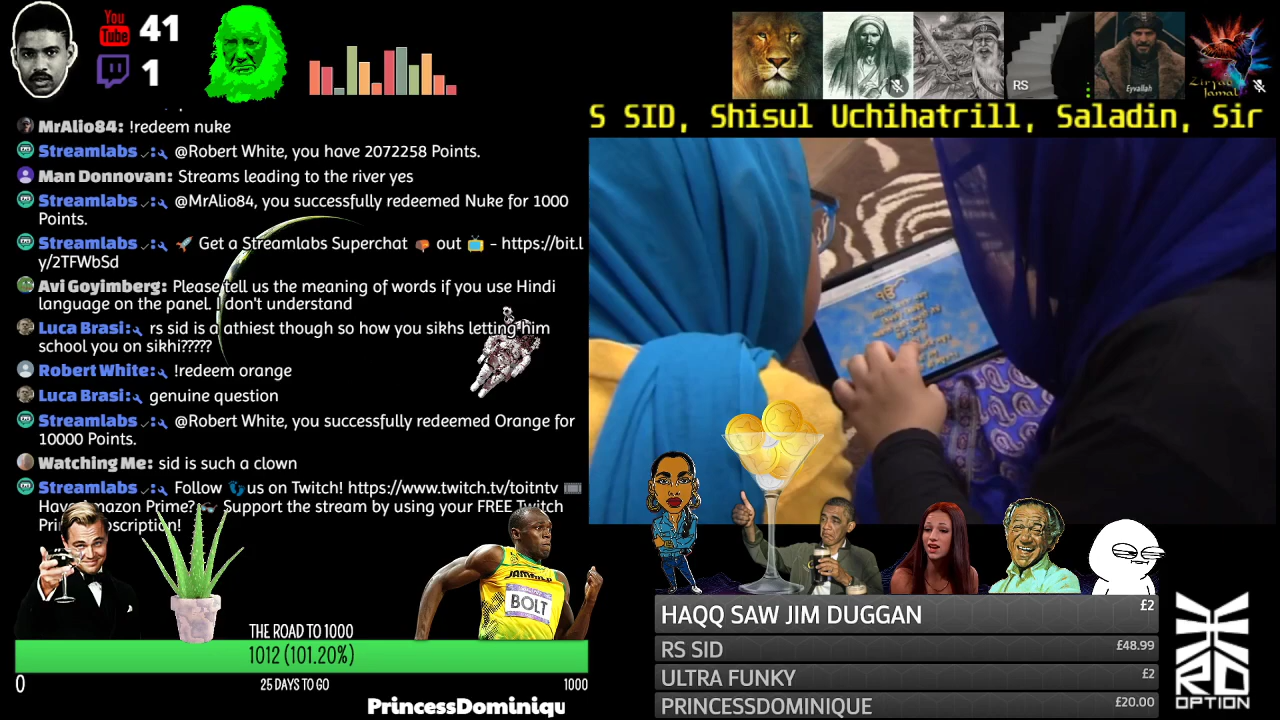 You
Tube
41
1
RS
Eyvallah
Ziryab
Jamal
S SID, Shisul Uchihatrill, Saladin, Sir
MrAlio84: !redeem nuke
Streamlabs @Robert White, you have 2072258 Points.
Man Donnovan: Streams leading to the river yes
Streamlabs @MrAlio84, you successfully redeemed Nuke for 1000
Points.
Streamlabs 🚀 Get a Streamlabs Superchat out 📺 - https://bit.l
y/2TFWbSd
Avi Goyimberg: Please tell us the meaning of words if you use Hindi
language on the panel. I don't understand
Luca Brasi: rs sid is a athiest though so how you sikhs letting him
school you on sikhi?????
Robert White: !redeem orange
Luca Brasi: genuine question
Streamlabs @Robert White, you successfully redeemed Orange for
10000 Points.
Watching Me: sid is such a clown
Streamlabs Follow 👣us on Twitch! https://www.twitch.tv/toitntv
Have Amazon Prime? Support the stream by using your FREE Twitch
ੴ
BOLT
THE ROAD TO 1000
1012 (101.20%)
0
25 DAYS TO GO
1000
PrincessDominiqu
HAQQ SAW JIM DUGGAN £2
RS SID £48.99
ULTRA FUNKY £2
PRINCESSDOMINIQUE £20.00
OPTION